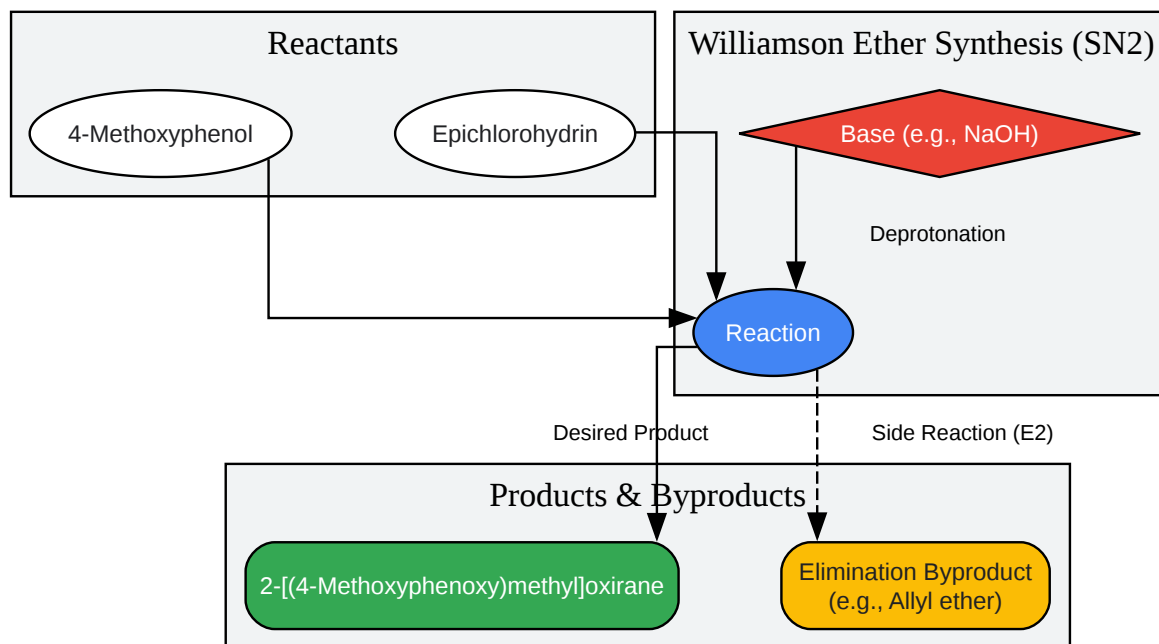 Reactants
Williamson Ether Synthesis (SN2)
4-Methoxyphenol
Epichlorohydrin
Base (e.g., NaOH)
Deprotonation
Reaction
Desired Product
Side Reaction (E2)
Products & Byproducts
2-[(4-Methoxyphenoxy)methyl]oxirane
Elimination Byproduct
(e.g., Allyl ether)